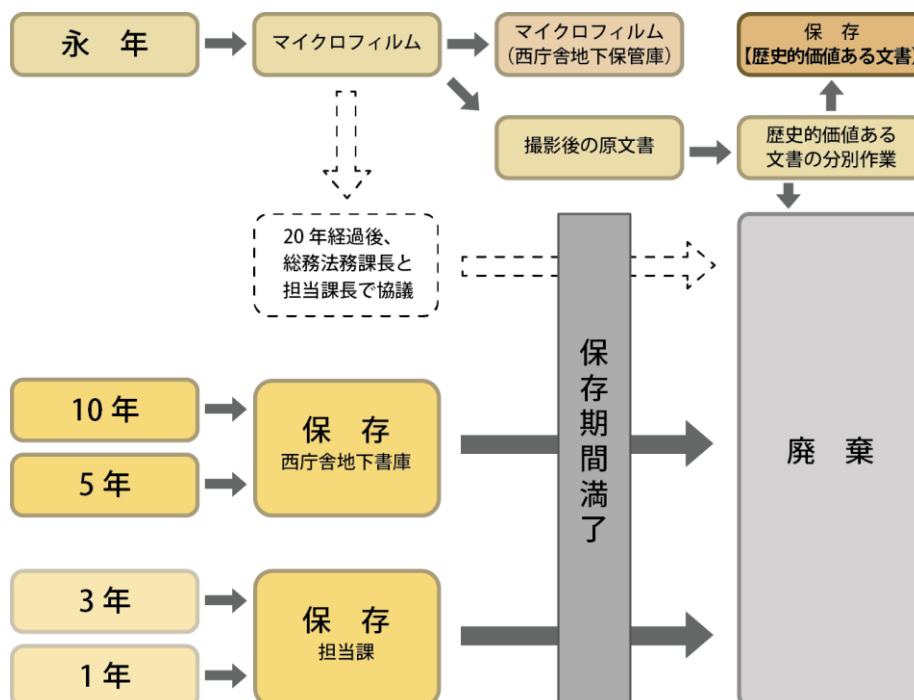 永　年
マイクロフィルム
マイクロフィルム
（西庁舎地下保管庫）
保　存
【歴史的価値ある文書】
撮影後の原文書
歴史的価値ある
文書の分別作業
20 年経過後、
総務法務課長と
担当課長で協議
保存期間満了
10 年
5 年
保　存
西庁舎地下書庫
廃　棄
3 年
1 年
保　存
担当課